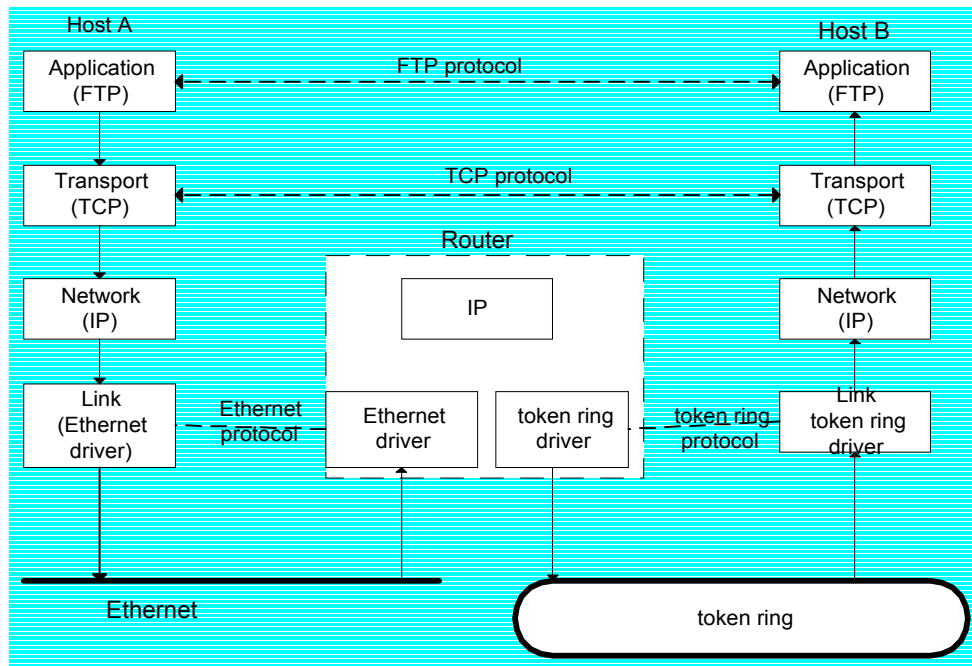 Host A
Host B
Application
(FTP)
FTP protocol
Application
(FTP)
Transport
(TCP)
TCP protocol
Transport
(TCP)
Router
Network
(IP)
IP
Network
(IP)
Link
(Ethernet
driver)
Ethernet
protocol
Ethernet
driver
token ring
driver
token ring
protocol
Link
token ring
driver
Ethernet
token ring